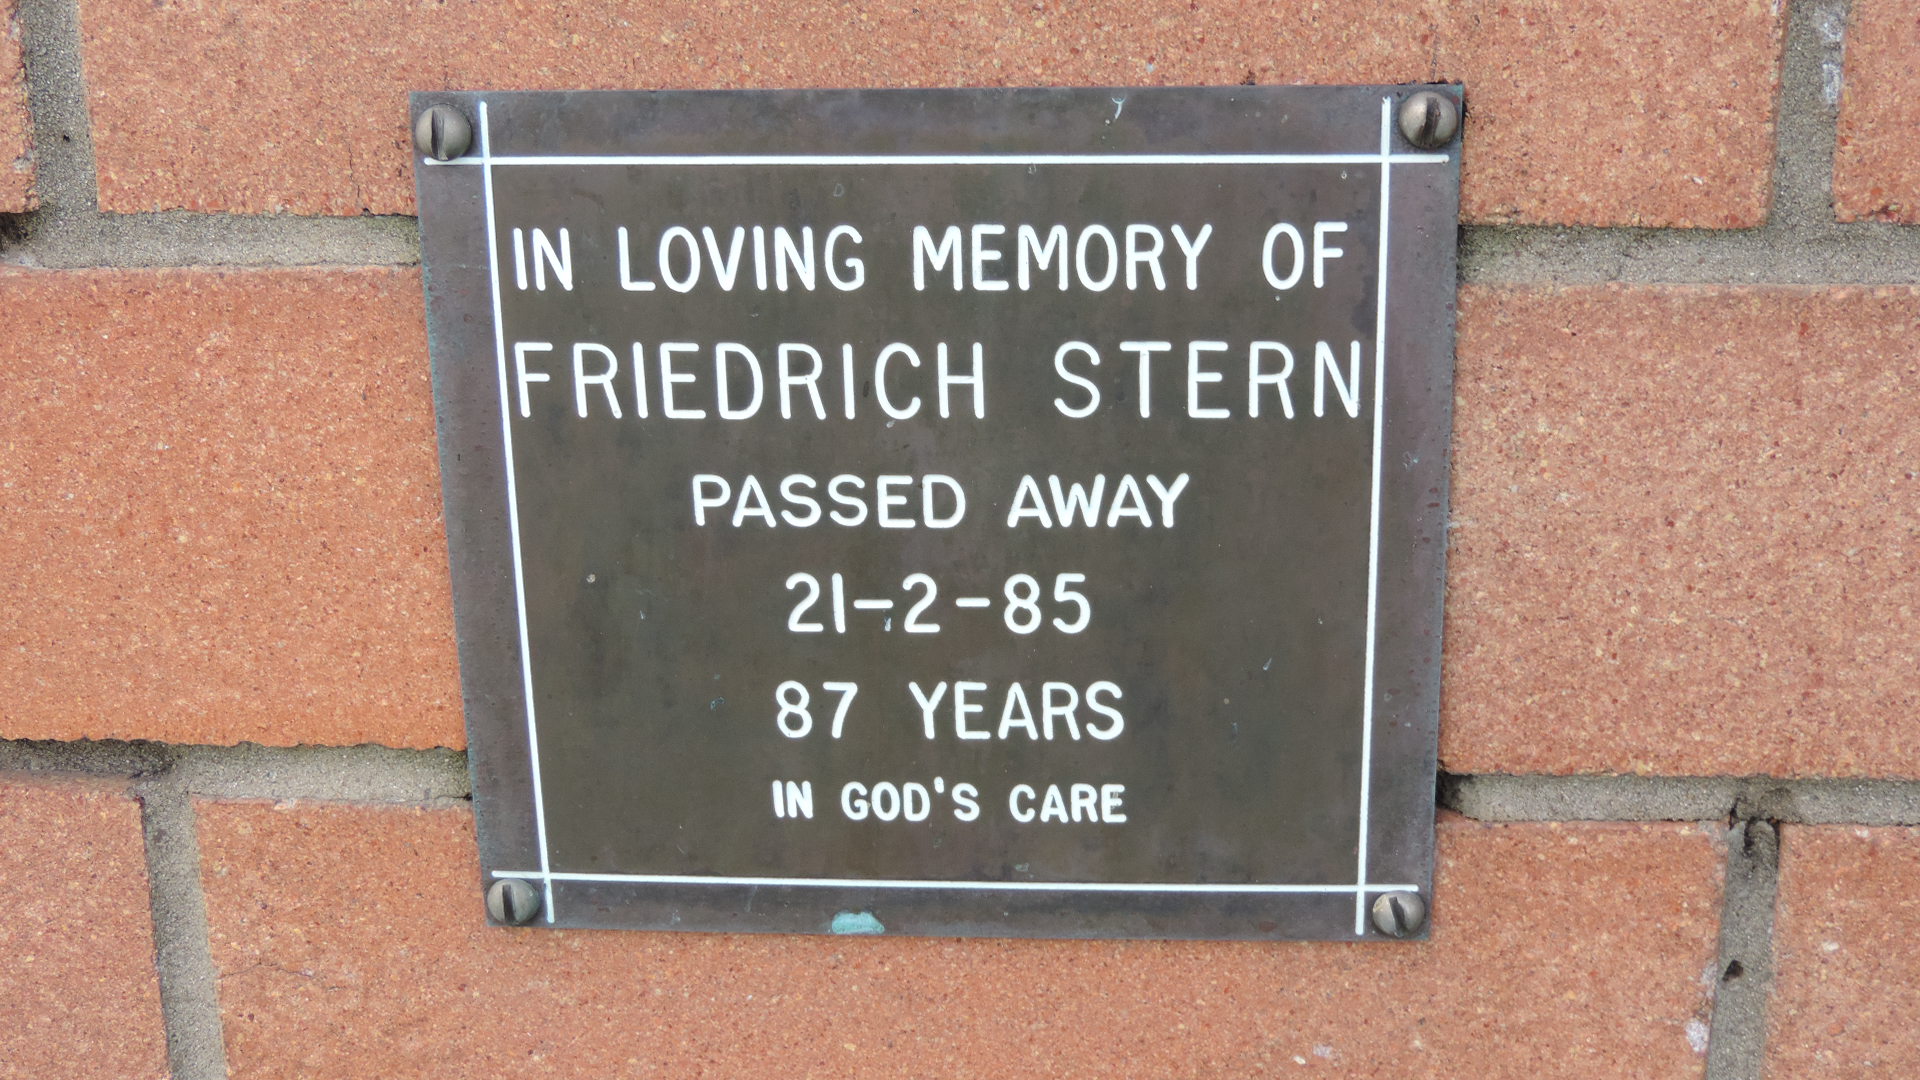 IN LOVING MEMORY OF
FRIEDRICH STERN
PASSED AWAY
21-2-85
87 YEARS
IN GOD'S CARE